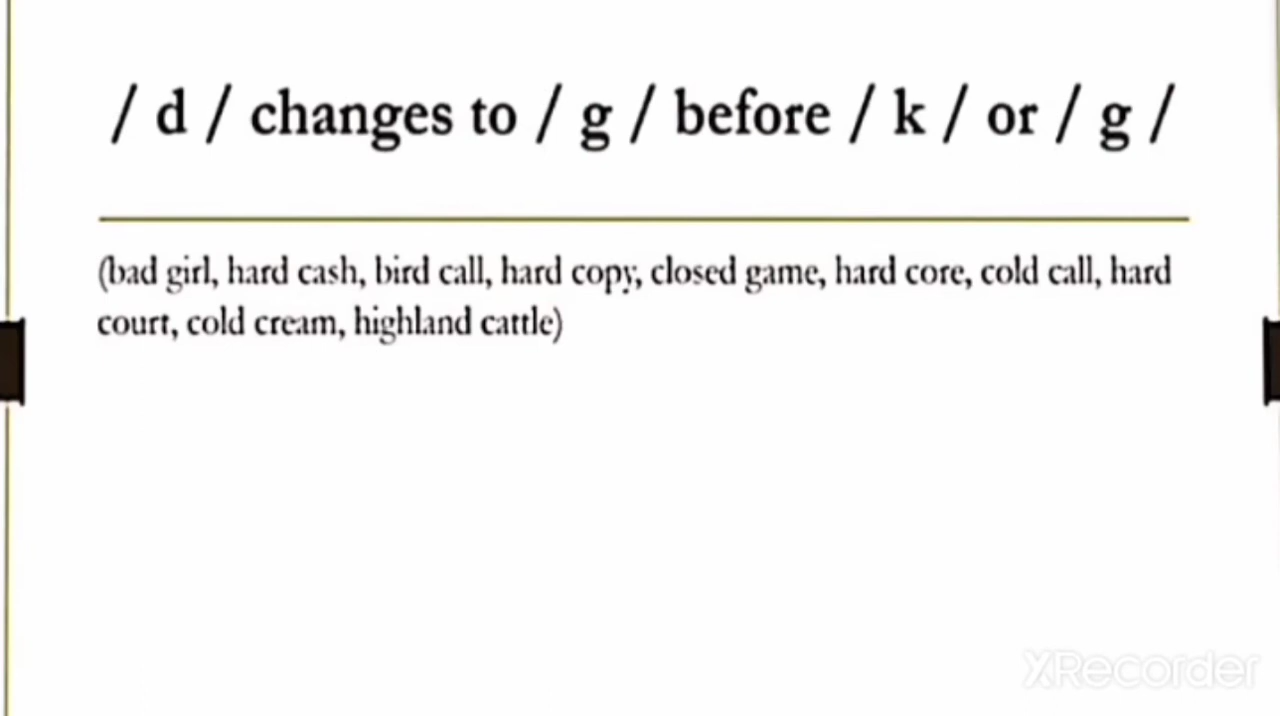 / d / changes to / g / before / k / or / g /
(bad girl, hard cash, bird call, hard copy, closed game, hard core, cold call, hard
court, cold cream, highland cattle)
XRecorder